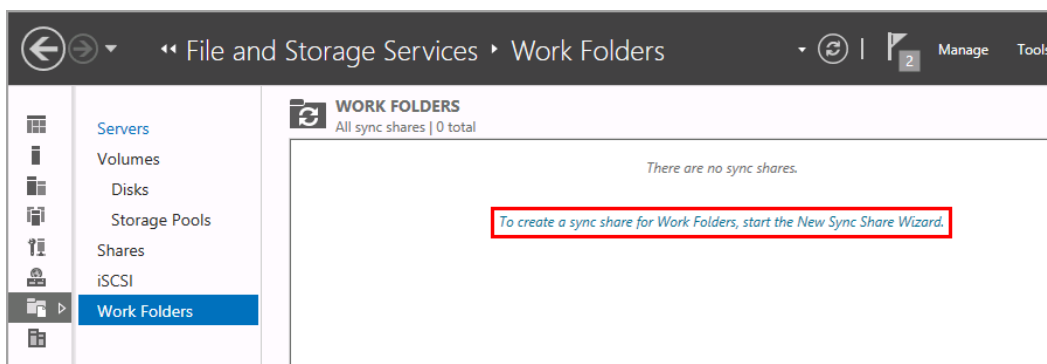 File and Storage Services ‣ Work Folders
2
Manage
Tools
Servers
Volumes
Disks
Storage Pools
Shares
iSCSI
Work Folders
WORK FOLDERS
All sync shares | 0 total
There are no sync shares.
To create a sync share for Work Folders, start the New Sync Share Wizard.